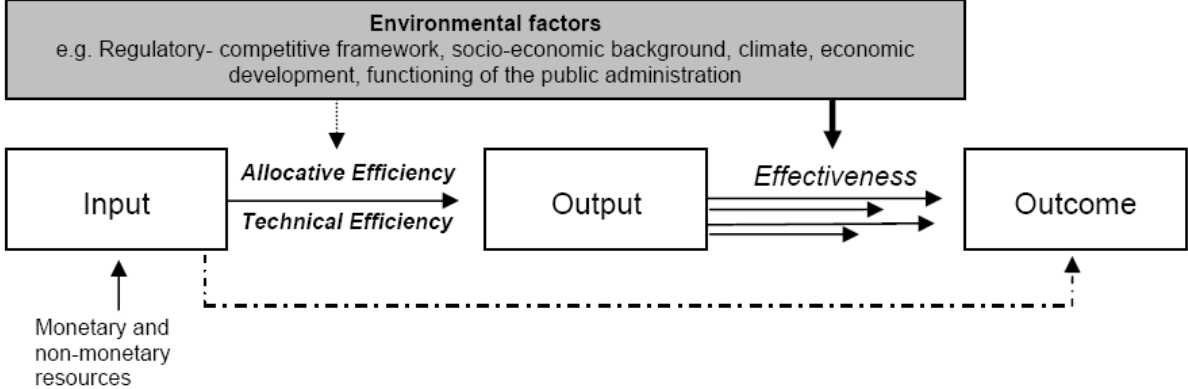 Environmental factors
e.g. Regulatory- competitive framework, socio-economic background, climate, economic
development, functioning of the public administration
Input
Allocative Efficiency
Technical Efficiency
Output
Effectiveness
Outcome
Monetary and
non-monetary
resources